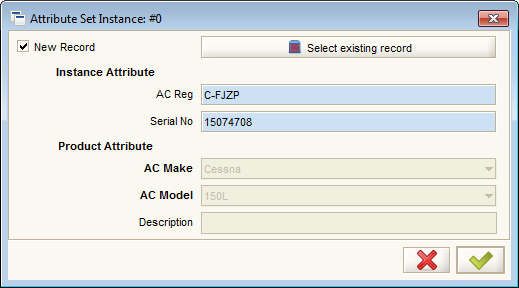 Attribute Set Instance: #0
New Record
Select existing record
Instance Attribute
AC Reg C-FJZP
Serial No 15074708
Product Attribute
AC Make Cessna
AC Model 150L
Description